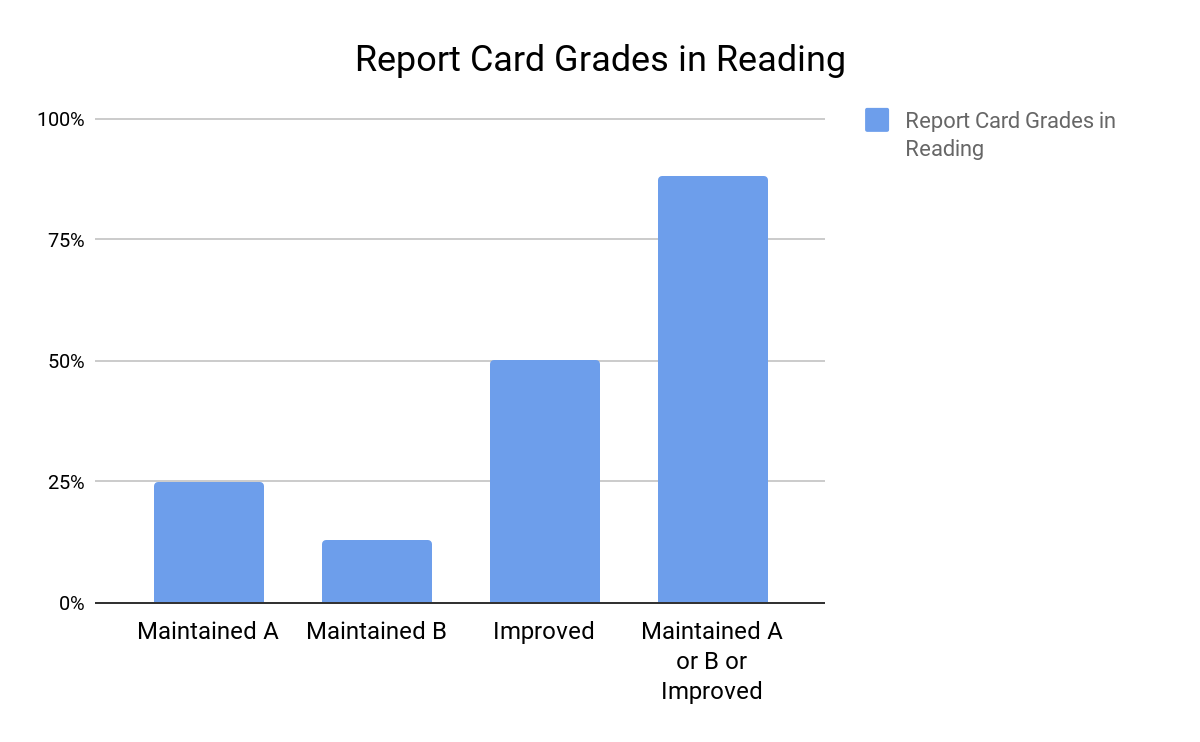 Report Card Grades in Reading
100%
75%
50%
25%
0%
Report Card Grades in
Reading
Maintained A
Maintained B
Improved
Maintained A
or B or
Improved